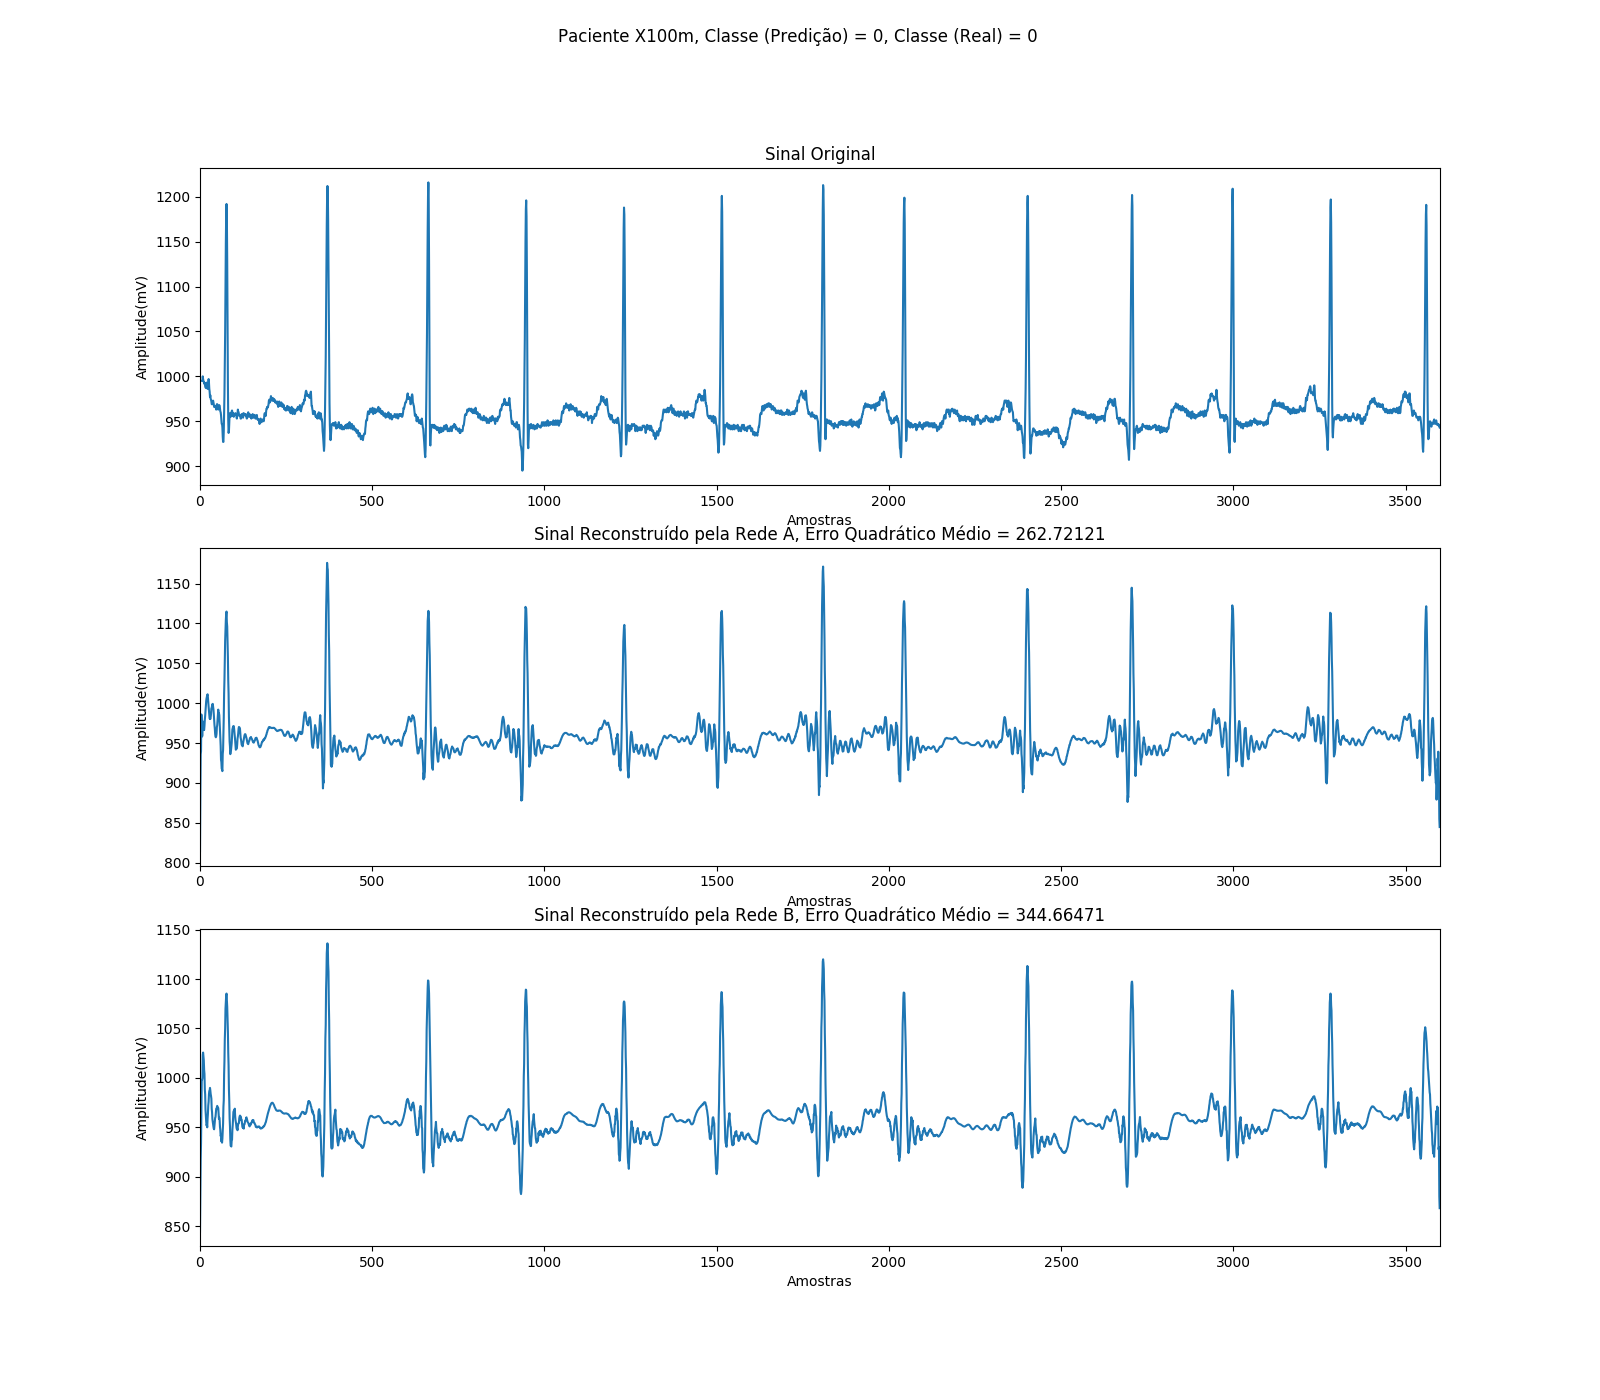 Paciente X100m, Classe (Predição) = 0, Classe (Real) = 0
Sinal Original
Amplitude(mV)
1200
1150
1100
1050
1000
950
900
0 500 1000 1500 2000 2500 3000 3500
Amostras
Sinal Reconstruído pela Rede A, Erro Quadrático Médio = 262.72121
Amplitude(mV)
1150
1100
1050
1000
950
900
850
800
0 500 1000 1500 2000 2500 3000 3500
Amostras
Sinal Reconstruído pela Rede B, Erro Quadrático Médio = 344.66471
Amplitude(mV)
1150
1100
1050
1000
950
900
850
0 500 1000 1500 2000 2500 3000 3500
Amostras